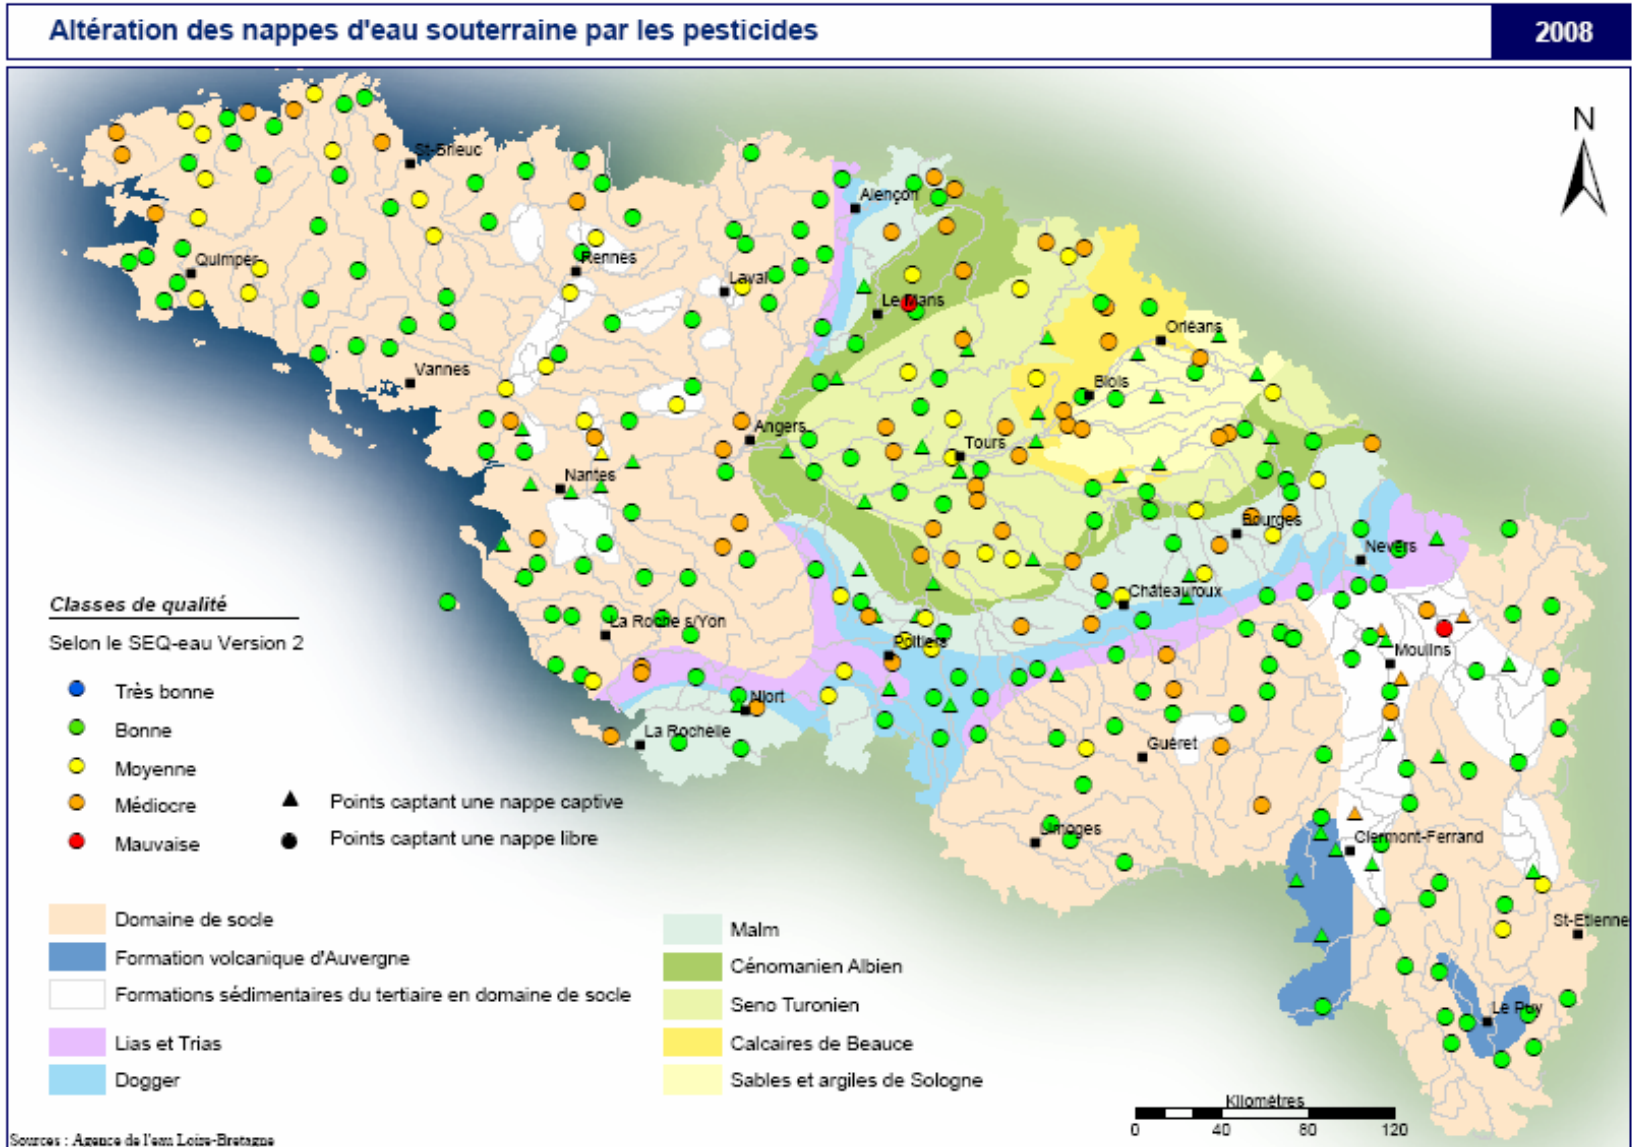 Altération des nappes d'eau souterraine par les pesticides
2008
N
St-Brieuc
Alençon
Quimper
Rennes
Laval
Le Mans
Orléans
Vannes
Blois
Angers
Tours
Nantes
Bourges
Nevers
Châteauroux
La Roche s/Yon
Poitiers
Moulins
Niort
La Rochelle
Guéret
Limoges
Clermont-Ferrand
St-Etienne
Le Puy
Classes de qualité
Selon le SEQ-eau Version 2
Très bonne
Bonne
Moyenne
Médiocre
Mauvaise
Points captant une nappe captive
Points captant une nappe libre
Domaine de socle
Formation volcanique d'Auvergne
Formations sédimentaires du tertiaire en domaine de socle
Lias et Trias
Dogger
Malm
Cénomanien Albien
Seno Turonien
Calcaires de Beauce
Sables et argiles de Sologne
Kilomètres
0 40 80 120
Sources : Agence de l'eau Loire-Bretagne